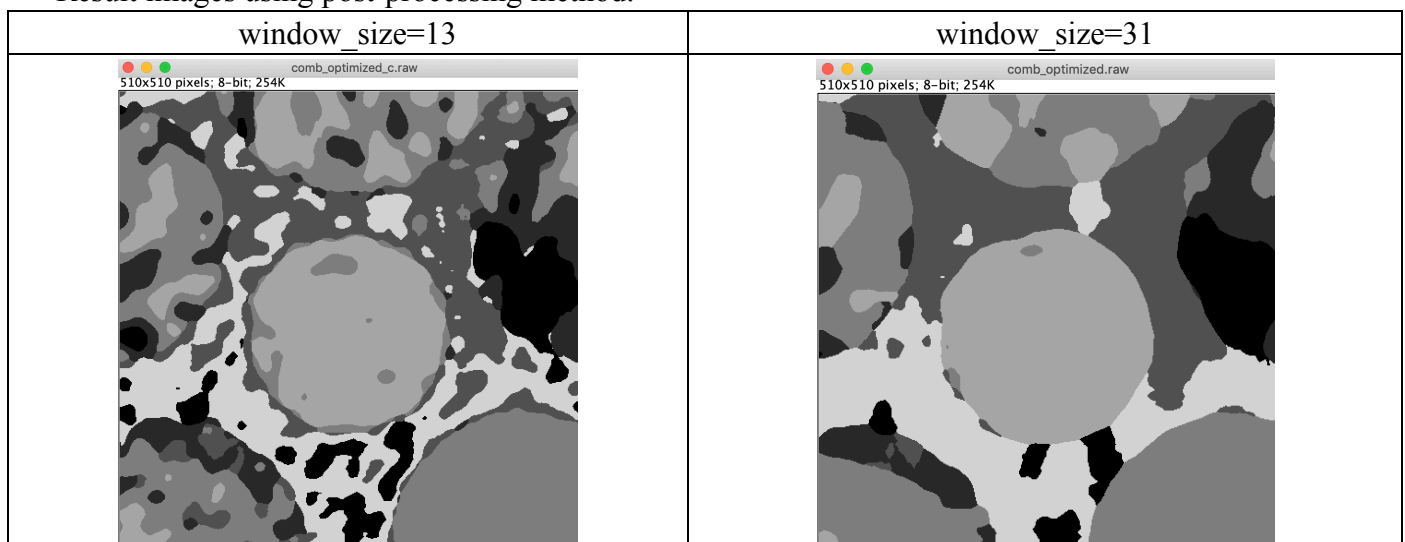 Result images using post processing method.
window_size=13
window_size=31
comb_optimized_c.raw
510x510 pixels; 8-bit; 254K
comb_optimized.raw
510x510 pixels; 8-bit; 254K